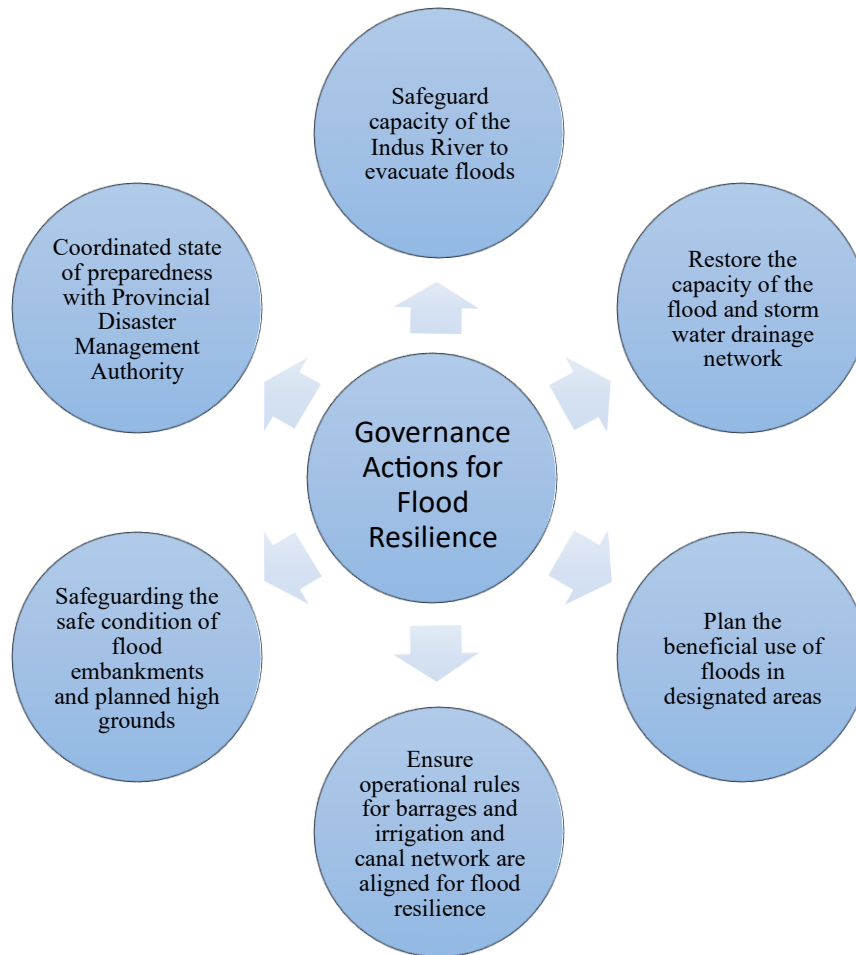 Safeguard
capacity of the
Indus River to
evacuate floods
Coordinated state
of preparedness
with Provincial
Disaster
Management
Authority
Restore the
capacity of the
flood and storm
water drainage
network
Governance
Actions for
Flood
Resilience
Safeguarding the
safe condition of
flood
embankments
and planned high
grounds
Plan the
beneficial use of
floods in
designated areas
Ensure
operational rules
for barrages and
irrigation and
canal network are
aligned for flood
resilience